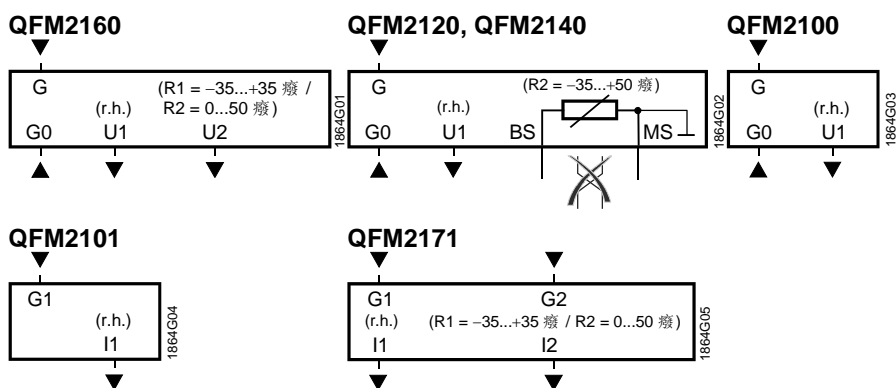 QFM2160
G
(R1 = −35...+35 癈 /
(r.h.) R2 = 0...50 癈)
G0 U1 U2
1864G01
QFM2120, QFM2140
G
(R2 = −35...+50 癈)
(r.h.)
G0 U1 BS MS
1864G02
QFM2100
G
(r.h.)
G0 U1
1864G03
QFM2101
G1
(r.h.)
I1
1864G04
QFM2171
G1 G2
(r.h.) (R1 = −35...+35 癈 / R2 = 0...50 癈)
I1 I2
1864G05